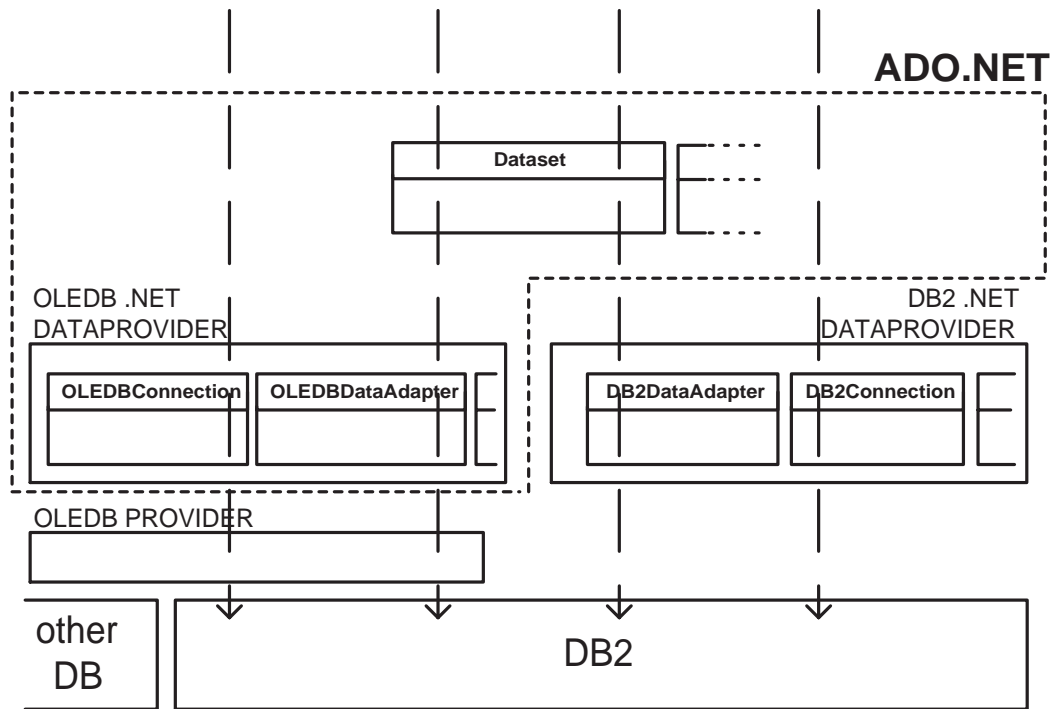 ADO.NET
Dataset
OLEDB .NET
DATAPROVIDER
DB2 .NET
DATAPROVIDER
OLEDBConnection
OLEDBDataAdapter
DB2DataAdapter
DB2Connection
OLEDB PROVIDER
other
DB
DB2